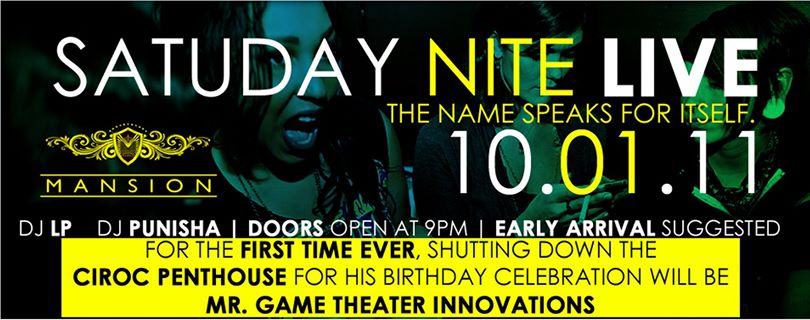 SATUDAY NITE LIVE
THE NAME SPEAKS FOR ITSELF.
10.01.11
M
MANSION
DJ LP DJ PUNISHA | DOORS OPEN AT 9PM | EARLY ARRIVAL SUGGESTED
FOR THE FIRST TIME EVER, SHUTTING DOWN THE
CIROC PENTHOUSE FOR HIS BIRTHDAY CELEBRATION WILL BE
MR. GAME THEATER INNOVATIONS